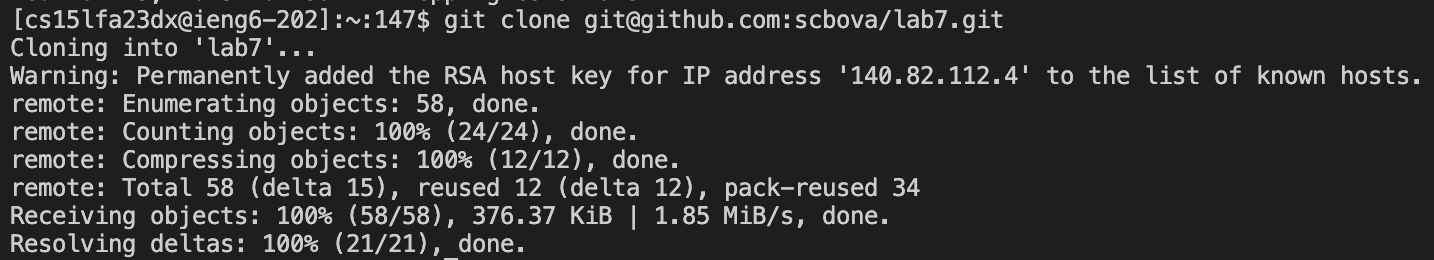 [cs15lfa23dx@ieng6-202]:~:147$ git clone git@github.com:scbova/lab7.git
Cloning into 'lab7'...
Warning: Permanently added the RSA host key for IP address '140.82.112.4' to the list of known hosts.
remote: Enumerating objects: 58, done.
remote: Counting objects: 100% (24/24), done.
remote: Compressing objects: 100% (12/12), done.
remote: Total 58 (delta 15), reused 12 (delta 12), pack-reused 34
Receiving objects: 100% (58/58), 376.37 KiB | 1.85 MiB/s, done.
Resolving deltas: 100% (21/21), done.